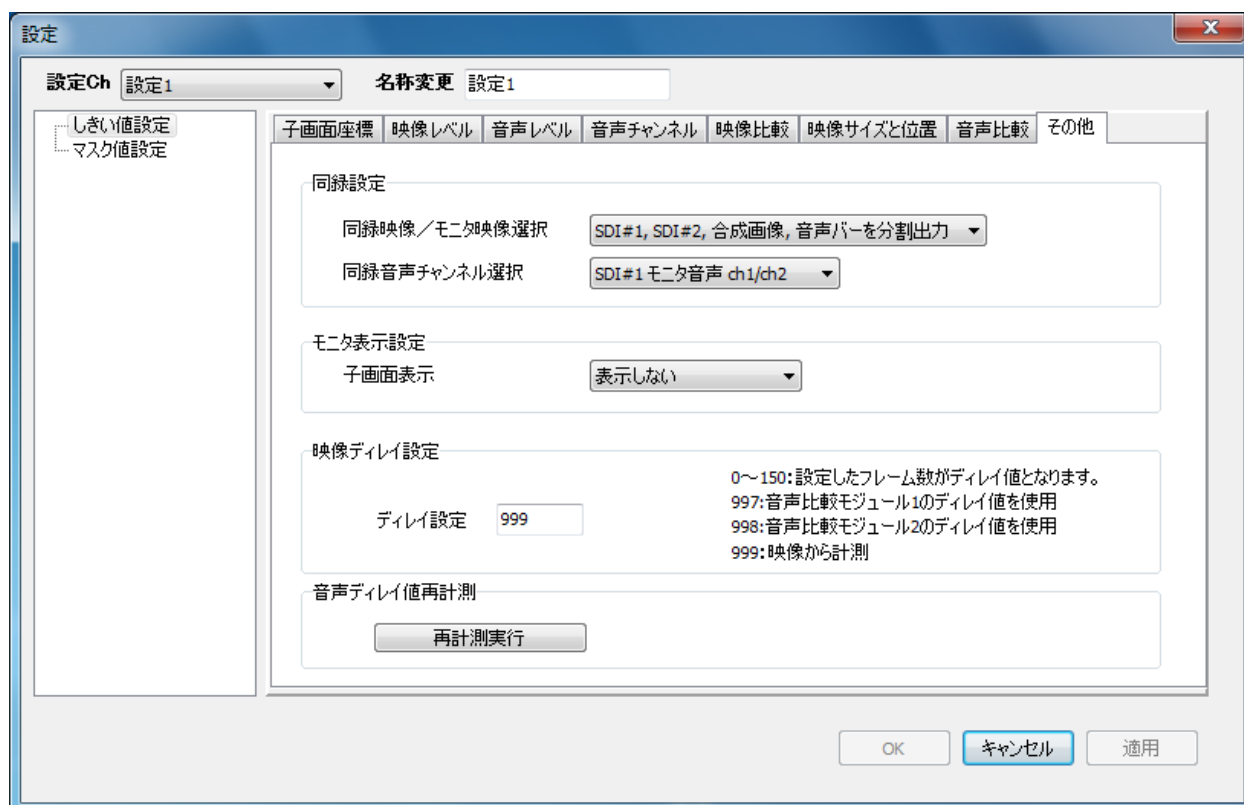 設定
設定Ch 設定1 名称変更 設定1
しきい値設定
マスク値設定
子画面座標 映像レベル 音声レベル 音声チャンネル 映像比較 映像サイズと位置 音声比較 その他
同録設定
同録映像／モニタ映像選択 SDI#1, SDI#2, 合成画像, 音声バーを分割出力
同録音声チャンネル選択 SDI#1 モニタ音声 ch1/ch2
モニタ表示設定
子画面表示 表示しない
映像ディレイ設定
ディレイ設定 999
0～150:設定したフレーム数がディレイ値となります。
997:音声比較モジュール1のディレイ値を使用
998:音声比較モジュール2のディレイ値を使用
999:映像から計測
音声ディレイ値再計測
再計測実行
OK キャンセル 適用